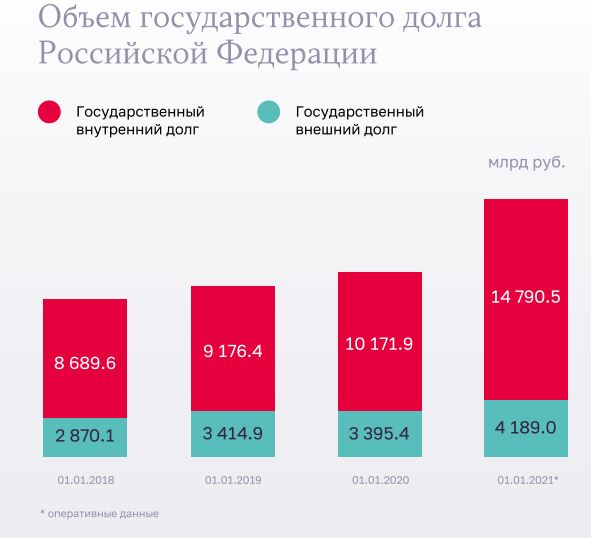 Объем государственного долга
Российской Федерации
Государственный
внутренний долг
Государственный
внешний долг
млрд руб.
8 689.6
2 870.1
9 176.4
3 414.9
10 171.9
3 395.4
14 790.5
4 189.0
01.01.2018
01.01.2019
01.01.2020
01.01.2021*
* оперативные данные